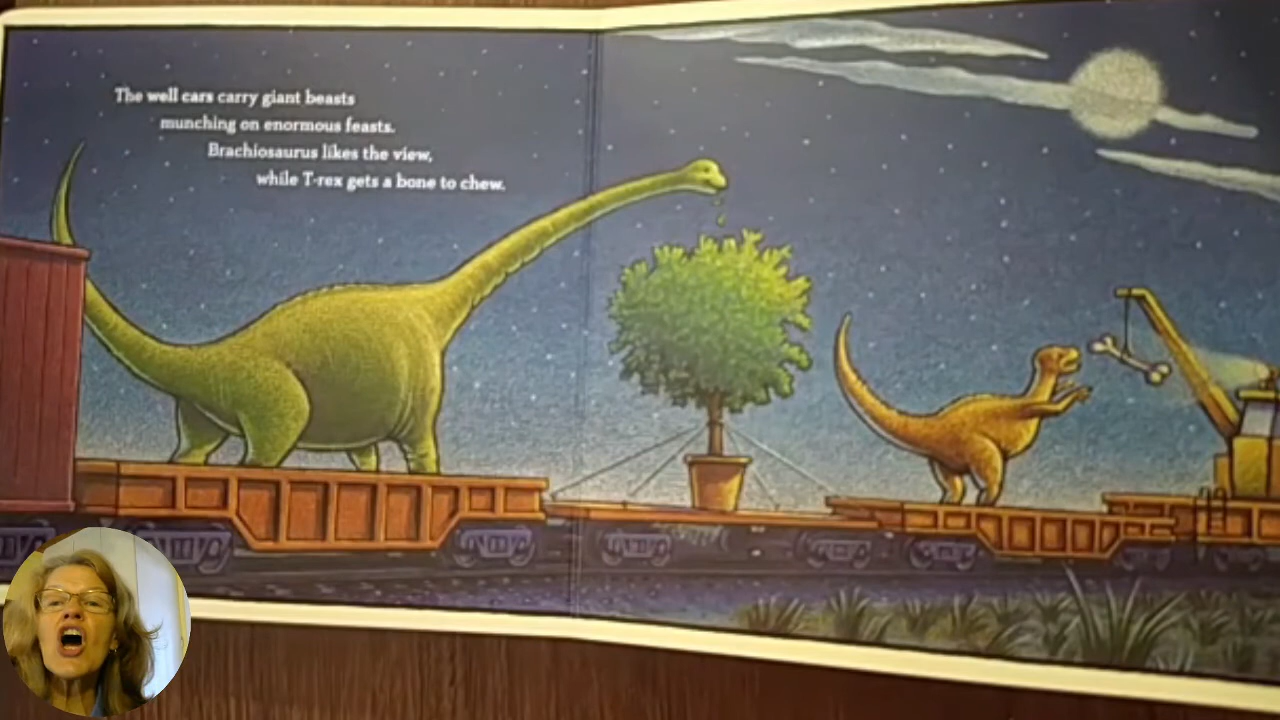 The well cars carry giant beasts
munching on enormous feasts.
Brachiosaurus likes the view,
while T-rex gets a bone to chew.